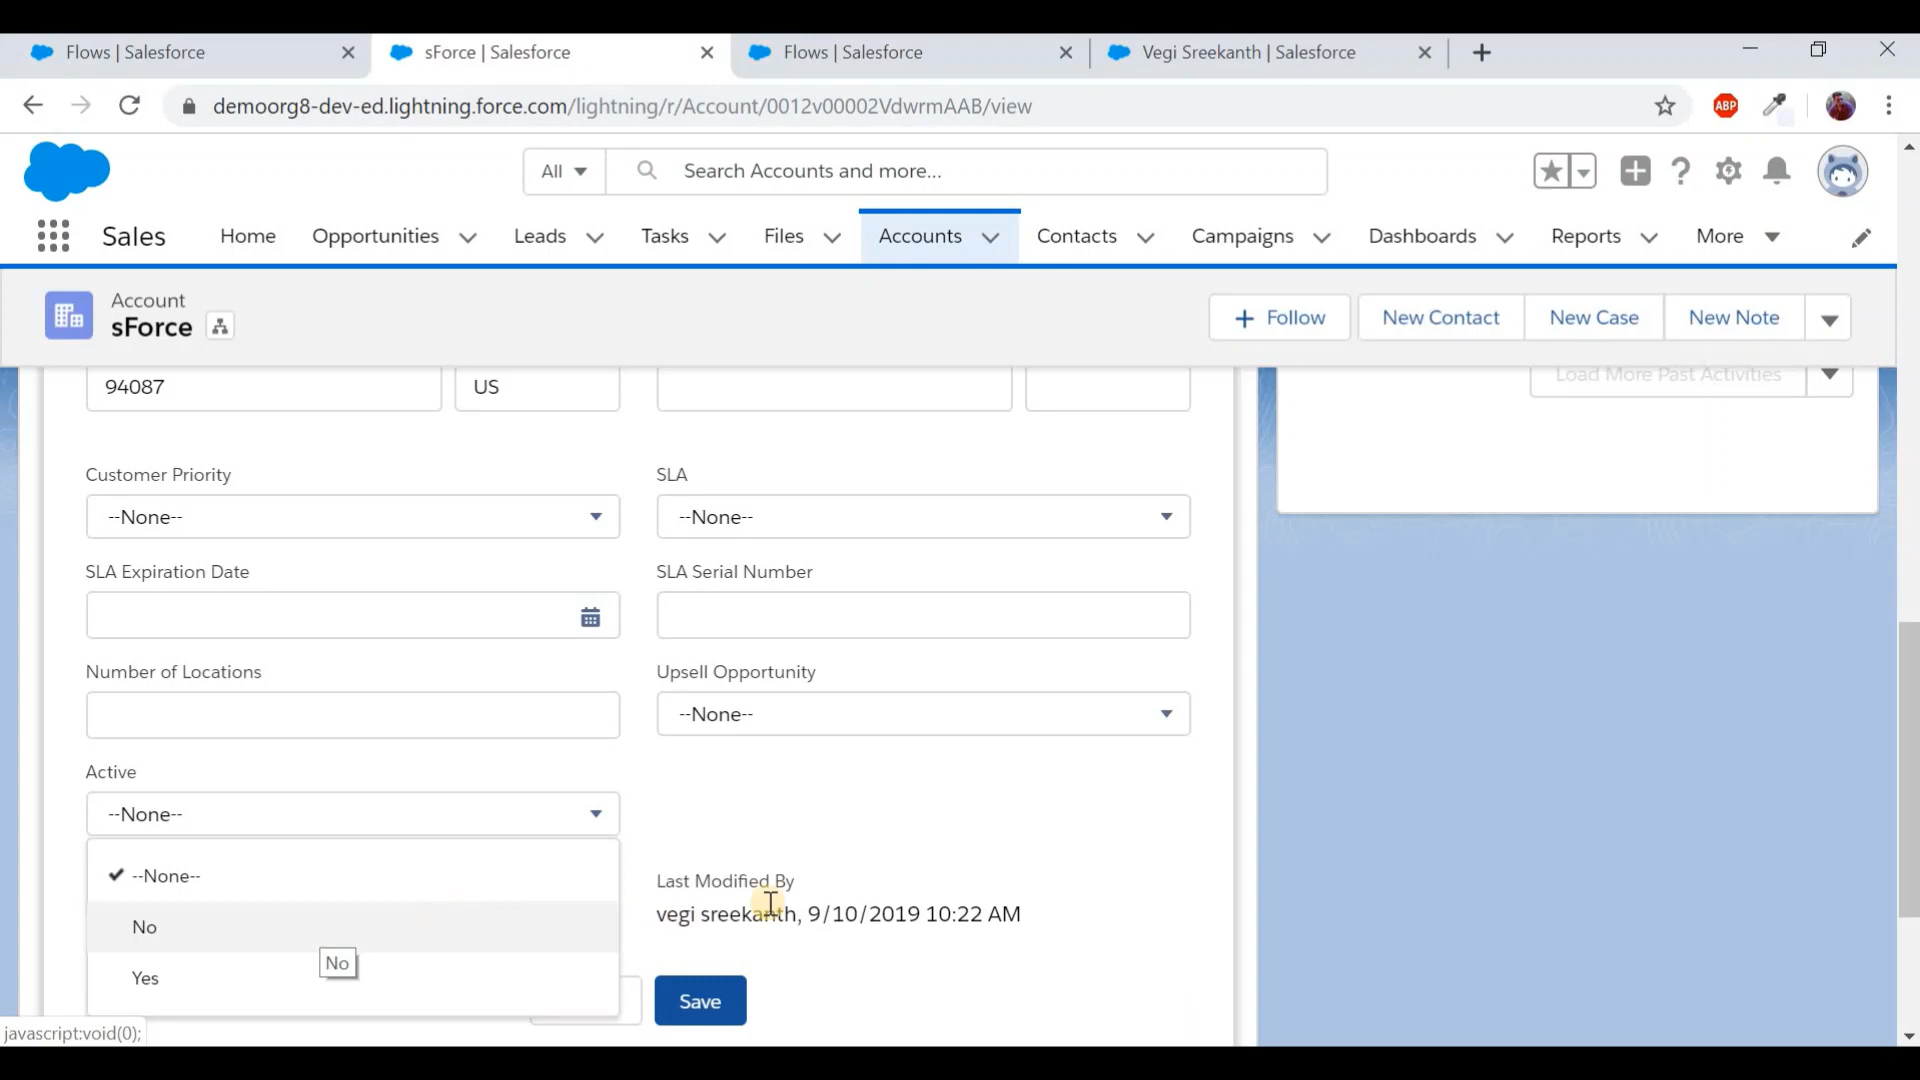 Flows | Salesforce
sForce | Salesforce
Flows | Salesforce
Vegi Sreekanth | Salesforce
demoorg8-dev-ed.lightning.force.com/lightning/r/Account/0012v00002VdwrmAAB/view
ABP
All
Search Accounts and more...
Sales
Home
Opportunities
Leads
Tasks
Files
Accounts
Contacts
Campaigns
Dashboards
Reports
More
Account
sForce
Follow
New Contact
New Case
New Note
94087
US
Load More Past Activities
Customer Priority
SLA
--None--
--None--
SLA Expiration Date
SLA Serial Number
Number of Locations
Upsell Opportunity
--None--
Active
--None--
--None--
Last Modified By
No
vegi sreekanth, 9/10/2019 10:22 AM
No
Yes
Save
javascript:void(0);